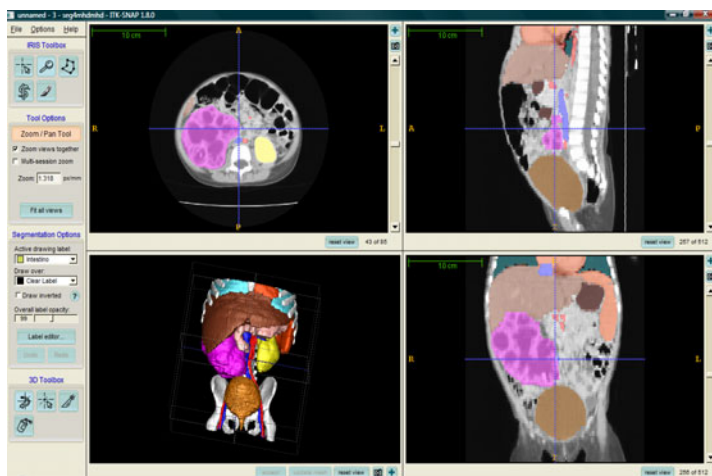 unnamed - 3 - seg4mhdmhd - ITK-SNAP 1.8.0
File Options Help
IRIS Toolbox
Tool Options
Zoom / Pan Tool
Zoom views together
Multi-session zoom
Zoom: 1.318 px/mm
Fit all views
Segmentation Options
Active drawing label:
Intestino
Draw over:
Clear Label
Draw inverted ?
Overall label opacity:
99
Label editor...
3D Toolbox
10 cm
A
R
L
P
reset view
43 of 85
10 cm
A
P
reset view
257 of 512
reset view
10 cm
R
L
reset view
256 of 512